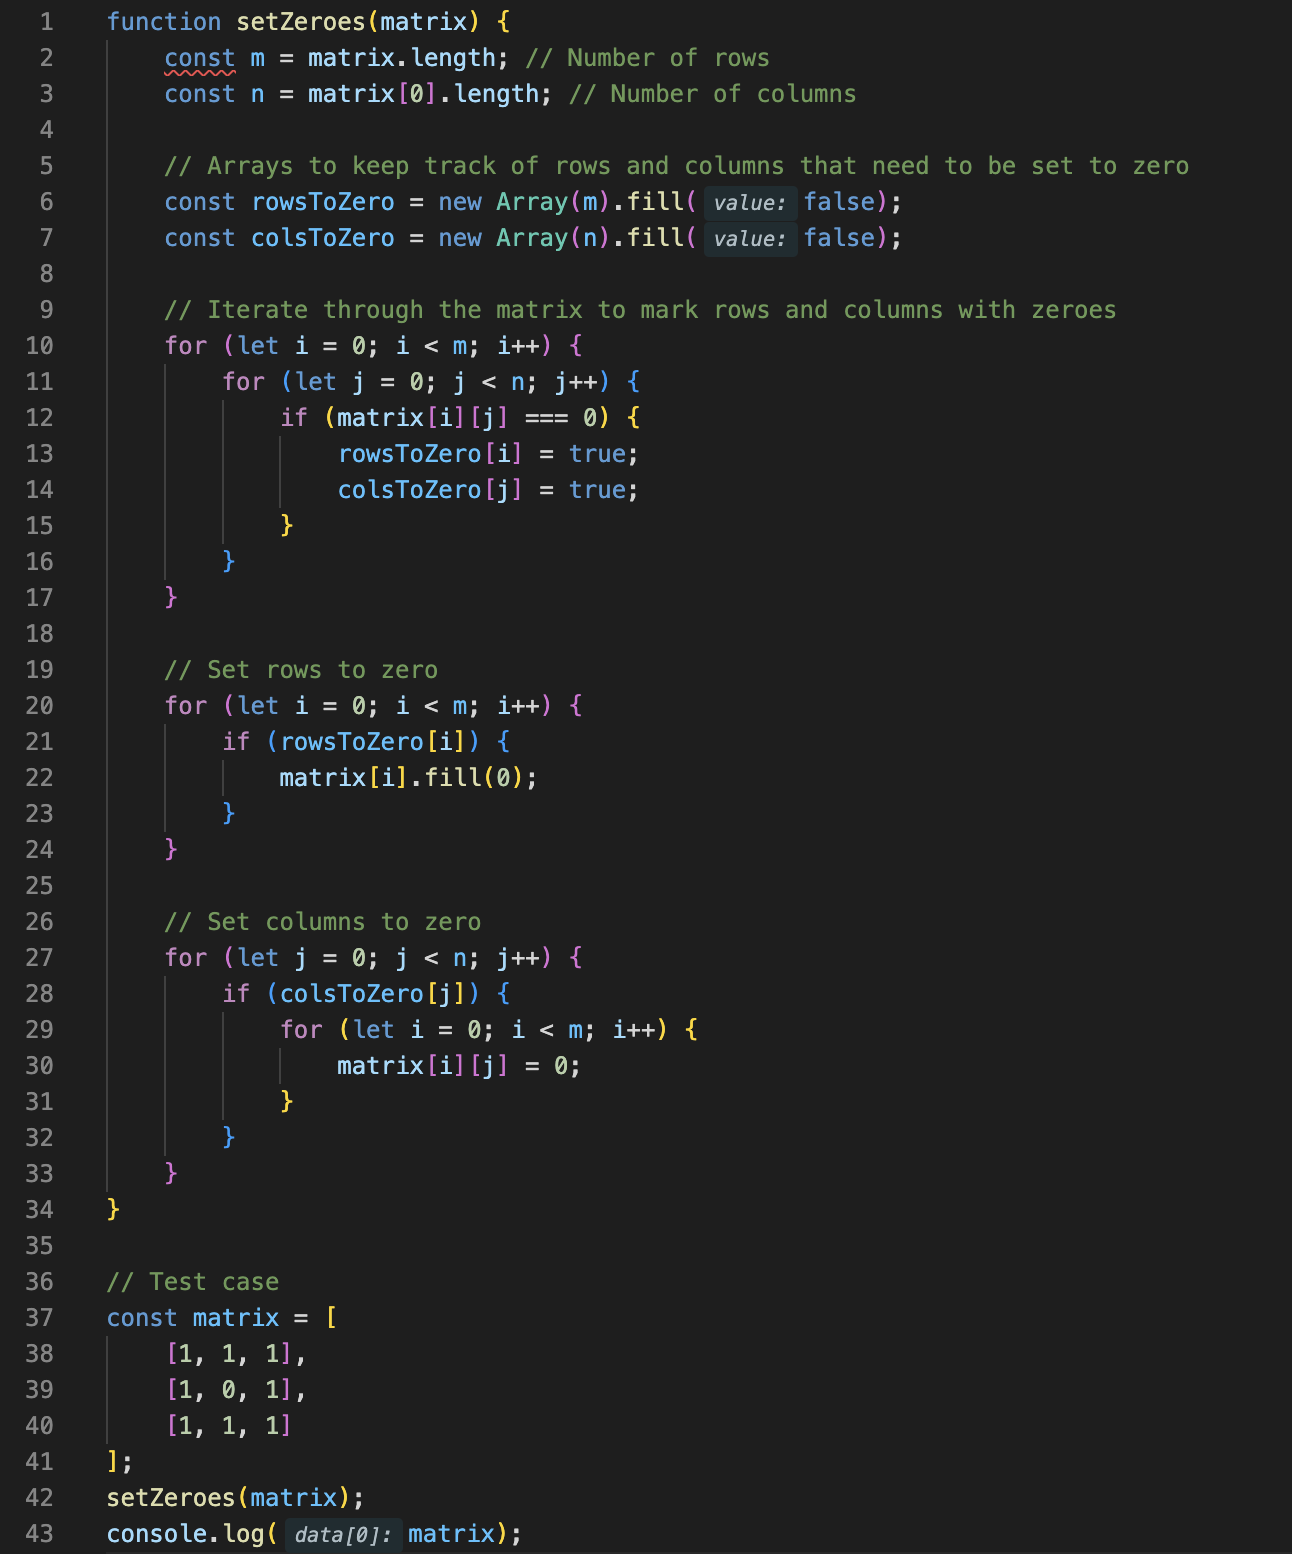 1 function setZeroes(matrix) {
2     const m = matrix.length; // Number of rows
3     const n = matrix[0].length; // Number of columns
4
5     // Arrays to keep track of rows and columns that need to be set to zero
6     const rowsToZero = new Array(m).fill( value: false);
7     const colsToZero = new Array(n).fill( value: false);
8
9     // Iterate through the matrix to mark rows and columns with zeroes
10     for (let i = 0; i < m; i++) {
11         for (let j = 0; j < n; j++) {
12             if (matrix[i][j] === 0) {
13                 rowsToZero[i] = true;
14                 colsToZero[j] = true;
15             }
16         }
17     }
18
19     // Set rows to zero
20     for (let i = 0; i < m; i++) {
21         if (rowsToZero[i]) {
22             matrix[i].fill(0);
23         }
24     }
25
26     // Set columns to zero
27     for (let j = 0; j < n; j++) {
28         if (colsToZero[j]) {
29             for (let i = 0; i < m; i++) {
30                 matrix[i][j] = 0;
31             }
32         }
33     }
34 }
35
36 // Test case
37 const matrix = [
38     [1, 1, 1],
39     [1, 0, 1],
40     [1, 1, 1]
41 ];
42 setZeroes(matrix);
43 console.log( data[0]: matrix);